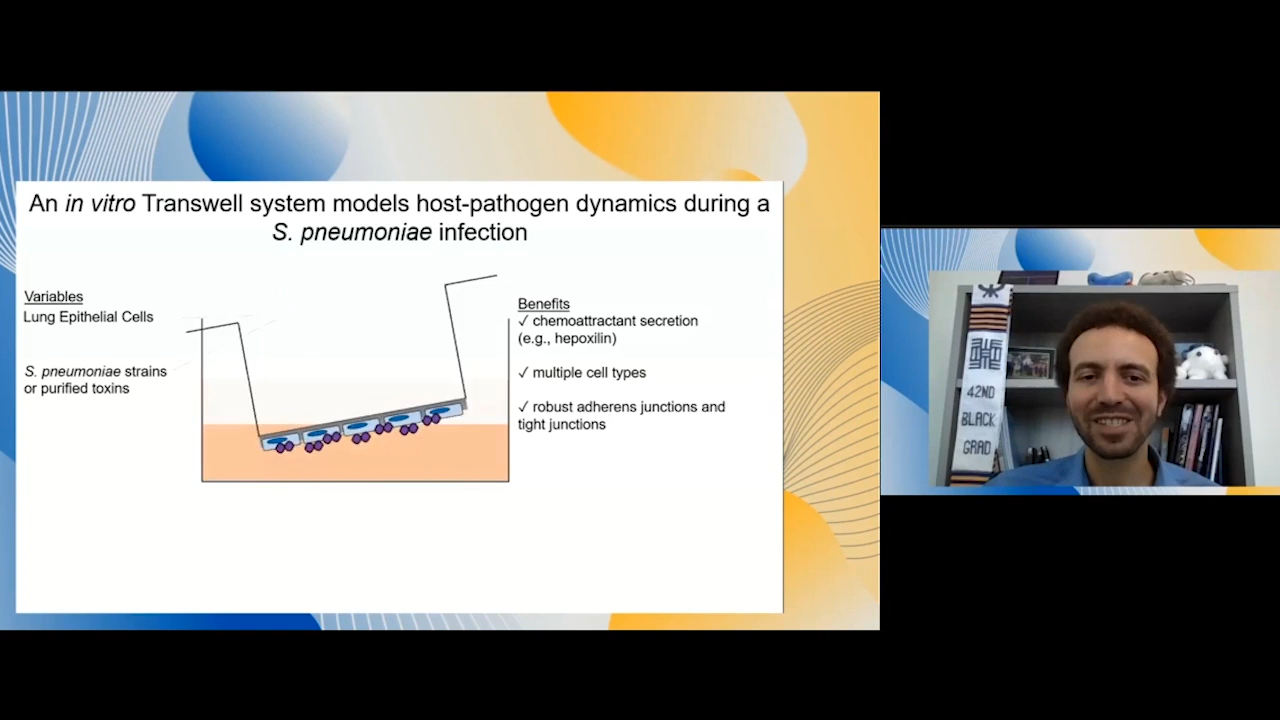 An in vitro Transwell system models host-pathogen dynamics during a
S. pneumoniae infection
Variables
Lung Epithelial Cells
S. pneumoniae strains
or purified toxins
Benefits
✓ chemoattractant secretion
(e.g., hepoxilin)
✓ multiple cell types
✓ robust adherens junctions and
tight junctions
42ND
BLACK
GRAD